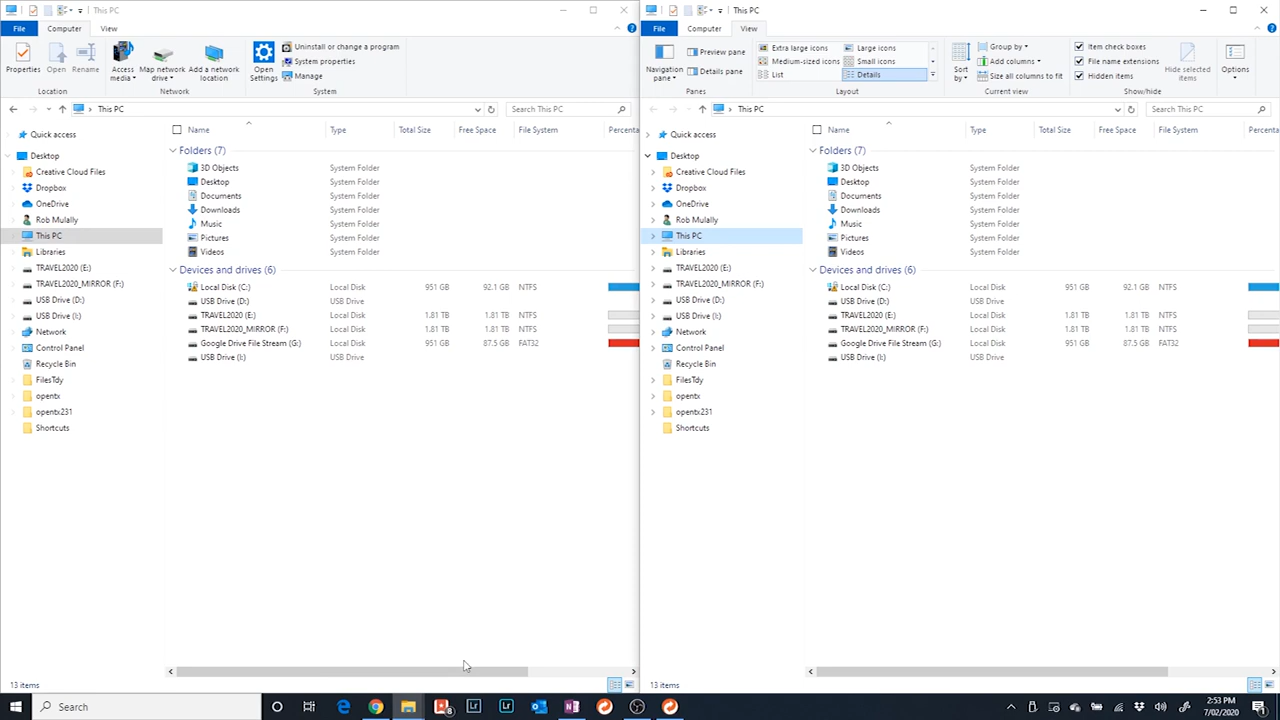 This PC
File Computer View
Properties Open Rename
Location
Access media Map network drive Add a network location
Network
Open Settings
Uninstall or change a program
System properties
Manage
System
This PC
Search This PC
Name Type Total Size Free Space File System Percenta
Quick access
Desktop
Creative Cloud Files
Dropbox
OneDrive
Rob Mulally
This PC
Libraries
TRAVEL2020 (E:)
TRAVEL2020_MIRROR (F:)
USB Drive (D:)
USB Drive (I:)
Network
Control Panel
Recycle Bin
FilesTdy
opentx
opentx231
Shortcuts
Folders (7)
3D Objects System Folder
Desktop System Folder
Documents System Folder
Downloads System Folder
Music System Folder
Pictures System Folder
Videos System Folder
Devices and drives (6)
Local Disk (C:) Local Disk 951 GB 92.1 GB NTFS
USB Drive (D:) USB Drive
TRAVEL2020 (E:) Local Disk 1.81 TB 1.81 TB NTFS
TRAVEL2020_MIRROR (F:) Local Disk 1.81 TB 1.81 TB NTFS
Google Drive File Stream (G:) Local Disk 951 GB 87.5 GB FAT32
USB Drive (I:) USB Drive
13 items
This PC
File Computer View
Navigation pane
Preview pane
Details pane
Panes
Extra large icons Large icons
Medium-sized icons Small icons
List Details
Layout
Sort by
Group by
Add columns
Size all columns to fit
Current view
Item check boxes
File name extensions
Hidden items
Hide selected items
Show/hide
Options
This PC
Search This PC
Name Type Total Size Free Space File System Percenta
Quick access
Desktop
Creative Cloud Files
Dropbox
OneDrive
Rob Mulally
This PC
Libraries
TRAVEL2020 (E:)
TRAVEL2020_MIRROR (F:)
USB Drive (D:)
USB Drive (I:)
Network
Control Panel
Recycle Bin
FilesTdy
opentx
opentx231
Shortcuts
Folders (7)
3D Objects System Folder
Desktop System Folder
Documents System Folder
Downloads System Folder
Music System Folder
Pictures System Folder
Videos System Folder
Devices and drives (6)
Local Disk (C:) Local Disk 951 GB 92.1 GB NTFS
USB Drive (D:) USB Drive
TRAVEL2020 (E:) Local Disk 1.81 TB 1.81 TB NTFS
TRAVEL2020_MIRROR (F:) Local Disk 1.81 TB 1.81 TB NTFS
Google Drive File Stream (G:) Local Disk 951 GB 87.5 GB FAT32
USB Drive (I:) USB Drive
13 items
Search
2:53 PM
7/02/2020